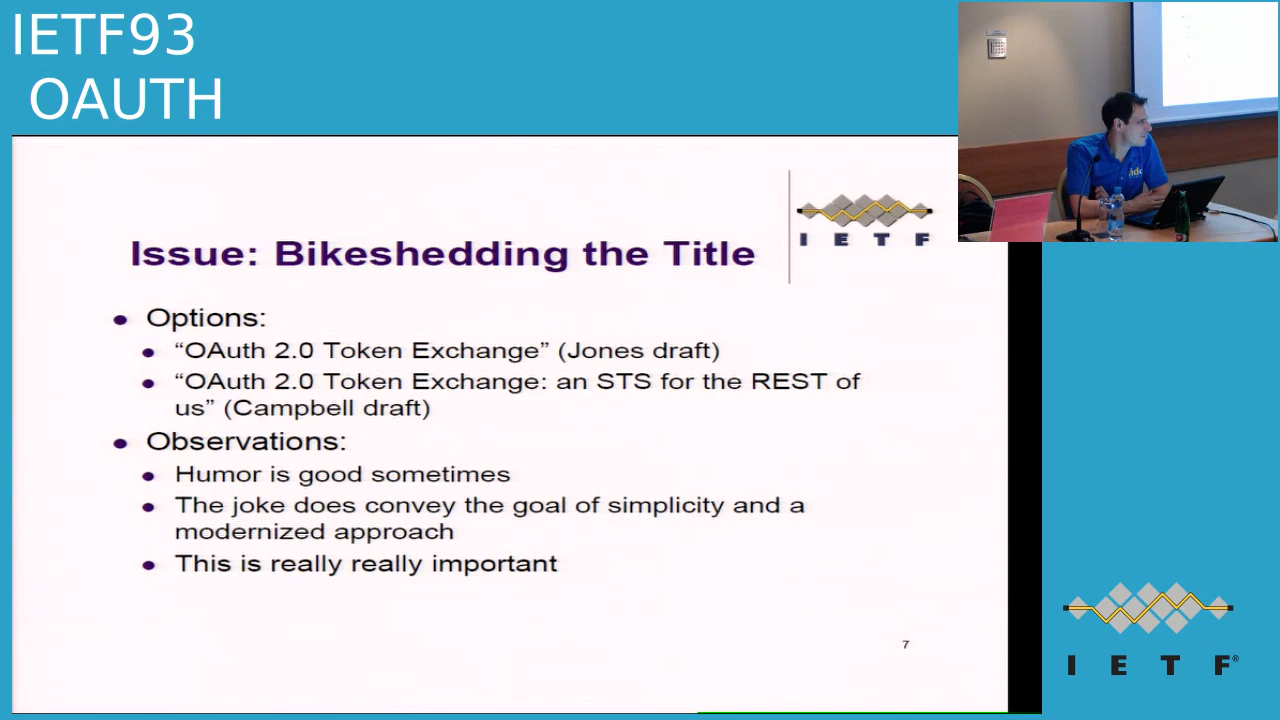 IETF93
OAUTH
I E T F
Issue: Bikeshedding the Title
Options:
“OAuth 2.0 Token Exchange” (Jones draft)
“OAuth 2.0 Token Exchange: an STS for the REST of
us” (Campbell draft)
Observations:
Humor is good sometimes
The joke does convey the goal of simplicity and a
modernized approach
This is really really important
7
I E T F®